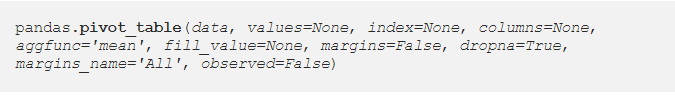 pandas.pivot_table(data, values=None, index=None, columns=None,
aggfunc='mean', fill_value=None, margins=False, dropna=True,
margins_name='All', observed=False)